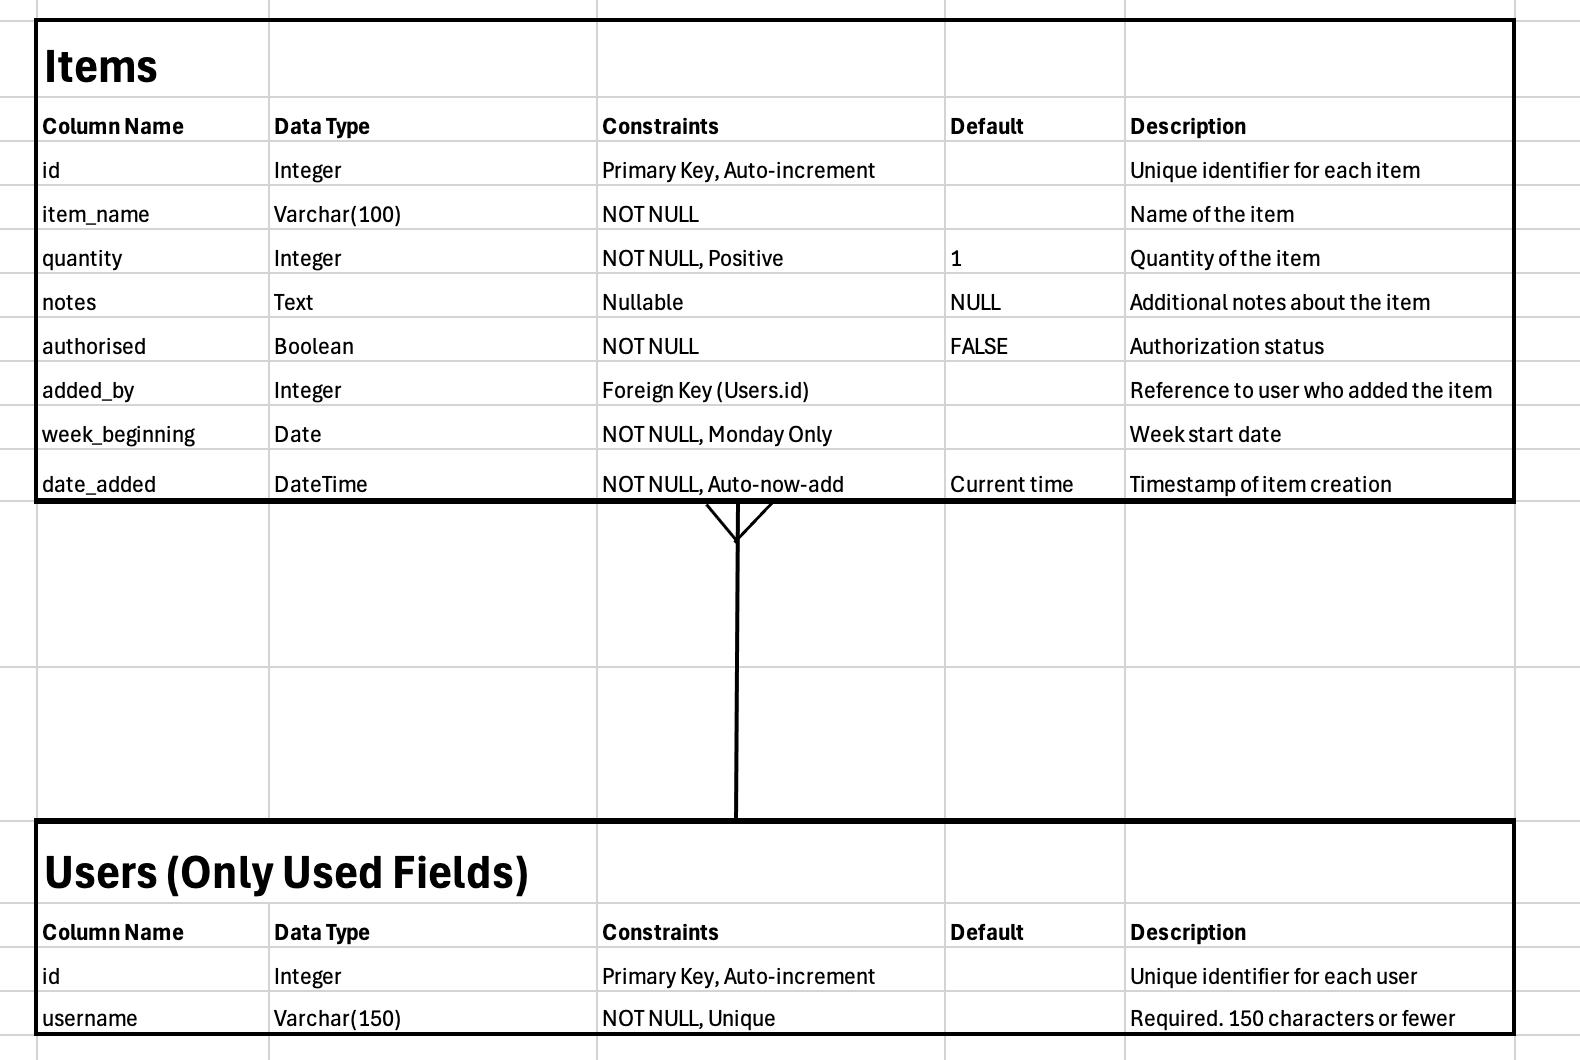 Items
Column Name Data Type Constraints Default Description
id Integer Primary Key, Auto-increment Unique identifier for each item
item_name Varchar(100) NOT NULL Name of the item
quantity Integer NOT NULL, Positive 1 Quantity of the item
notes Text Nullable NULL Additional notes about the item
authorised Boolean NOT NULL FALSE Authorization status
added_by Integer Foreign Key (Users.id) Reference to user who added the item
week_beginning Date NOT NULL, Monday Only Week start date
date_added DateTime NOT NULL, Auto-now-add Current time Timestamp of item creation
Users (Only Used Fields)
Column Name Data Type Constraints Default Description
id Integer Primary Key, Auto-increment Unique identifier for each user
username Varchar(150) NOT NULL, Unique Required. 150 characters or fewer